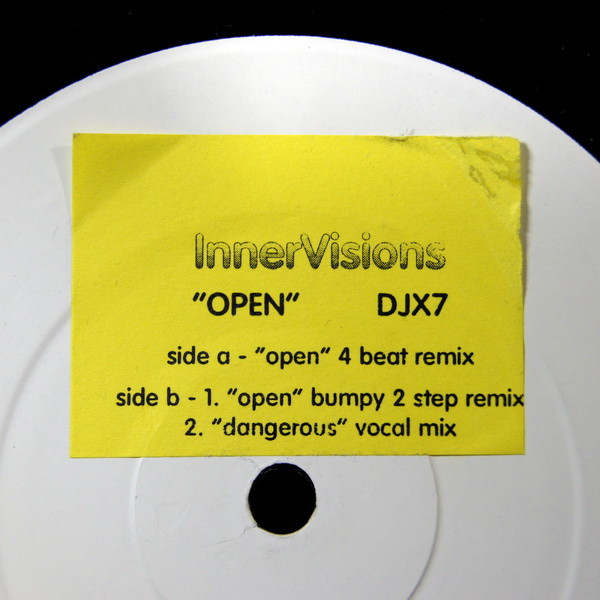 InnerVisions
"OPEN" DJX7
side a - "open" 4 beat remix
side b - 1. "open" bumpy 2 step remix
2. "dangerous" vocal mix